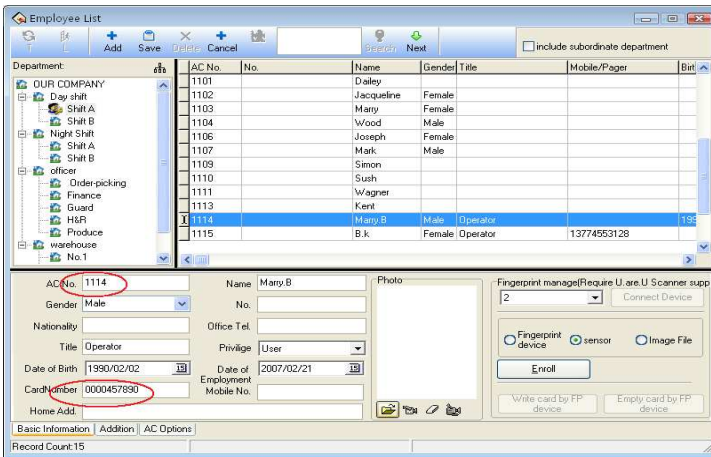 Employee List
T L Add Save Delete Cancel Search Next include subordinate department
Department:
OUR COMPANY
Day shift
Shift A
Shift B
Night Shift
Shift A
Shift B
officer
Order-picking
Finance
Guard
H&R
Produce
warehouse
No.1
AC No. No. Name Gender Title Mobile/Pager Birt
1101 Dailey
1102 Jacqueline Female
1103 Marry Female
1104 Wood Male
1106 Joseph Female
1107 Mark Male
1109 Simon
1110 Sush
1111 Wagner
1113 Kent
1114 Marry.B Male Operator 199
1115 B.k Female Operator 13774553128
AC No. 1114 Name Marry.B
Gender Male No.
Nationality Office Tel.
Title Operator Privilige User
Date of Birth 1990/02/02 15 Date of Employment 2007/02/21 15
CardNumber 0000457890 Mobile No.
Home Add.
Photo
Fingerprint manage(Require U.are.U Scanner supp
2 Connect Device
Fingerprint device sensor Image File
Enroll
Write card by FP device Empty card by FP device
Basic Information Addition AC Options
Record Count:15